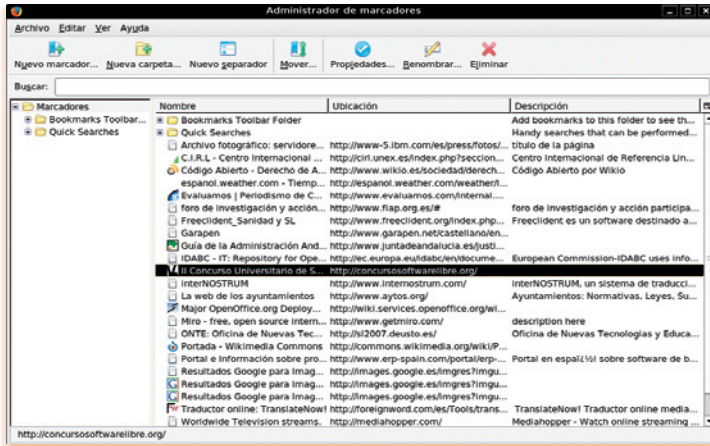 Administrador de marcadores
Archivo Editar Ver Ayuda
Nuevo marcador... Nueva carpeta... Nuevo separador Mover... Propiedades... Renombrar... Eliminar
Buscar:
Marcadores
Bookmarks Toolbar...
Quick Searches
Nombre Ubicación Descripción
Bookmarks Toolbar Folder Add bookmarks to this folder to see th...
Quick Searches Handy searches that can be performed...
Archivo fotográfico: servidore... http://www-5.ibm.com/es/press/fotos/... título de la página
C.I.R.L - Centro Internacional ... http://cirl.unex.es/index.php?seccion... Centro Internacional de Referencia Lin...
Código Abierto - Derecho de A... http://www.wikio.es/sociedad/derech... Código Abierto por Wikio
espanol.weather.com - Tiemp... http://espanol.weather.com/weather/l...
Evaluamos | Periodismo de C... http://www.evaluamos.com/internal....
foro de investigación y acción... http://www.fiap.org.es/# foro de investigación y acción participa...
Freeclident_Sanidad y SL http://www.freeclident.org/index.php... Freeclident es un software destinado a...
Garapen http://www.garapen.net/castellano/en...
Guía de la Administración And... http://www.juntadeandalucia.es/justi...
IDABC - IT: Repository for Ope... http://ec.europa.eu/idabc/en/docume... European Commission-IDABC uses info...
II Concurso Universitario de S... http://concursosoftwarelibre.org/
interNOSTRUM http://www.internostrum.com/ interNOSTRUM, un sistema de traducci...
La web de los ayuntamientos http://www.aytos.org/ Ayuntamientos: Normativas, Leyes, Su...
Major OpenOffice.org Deploy... http://wiki.services.openoffice.org/wi...
Miro - free, open source intern... http://www.getmiro.com/ description here
ONTE: Oficina de Nuevas Tec... http://sl2007.deusto.es/ Oficina de Nuevas Tecnologías y Educa...
Portada - Wikimedia Commons http://commons.wikimedia.org/wiki/P...
Portal e Información sobre pro... http://www.erp-spain.com/portal/erp-... Portal en español sobre software de b...
Resultados Google para Imag... http://images.google.es/imgres?imgu...
Resultados Google para Imag... http://images.google.es/imgres?imgu...
Resultados Google para Imag... http://images.google.es/imgres?imgu...
Traductor online: TranslateNow! http://foreignword.com/es/Tools/trans... TranslateNow! Traductor online media...
Worldwide Television streams. http://mediahopper.com/ Mediahopper - Watch online streaming ...
http://concursosoftwarelibre.org/